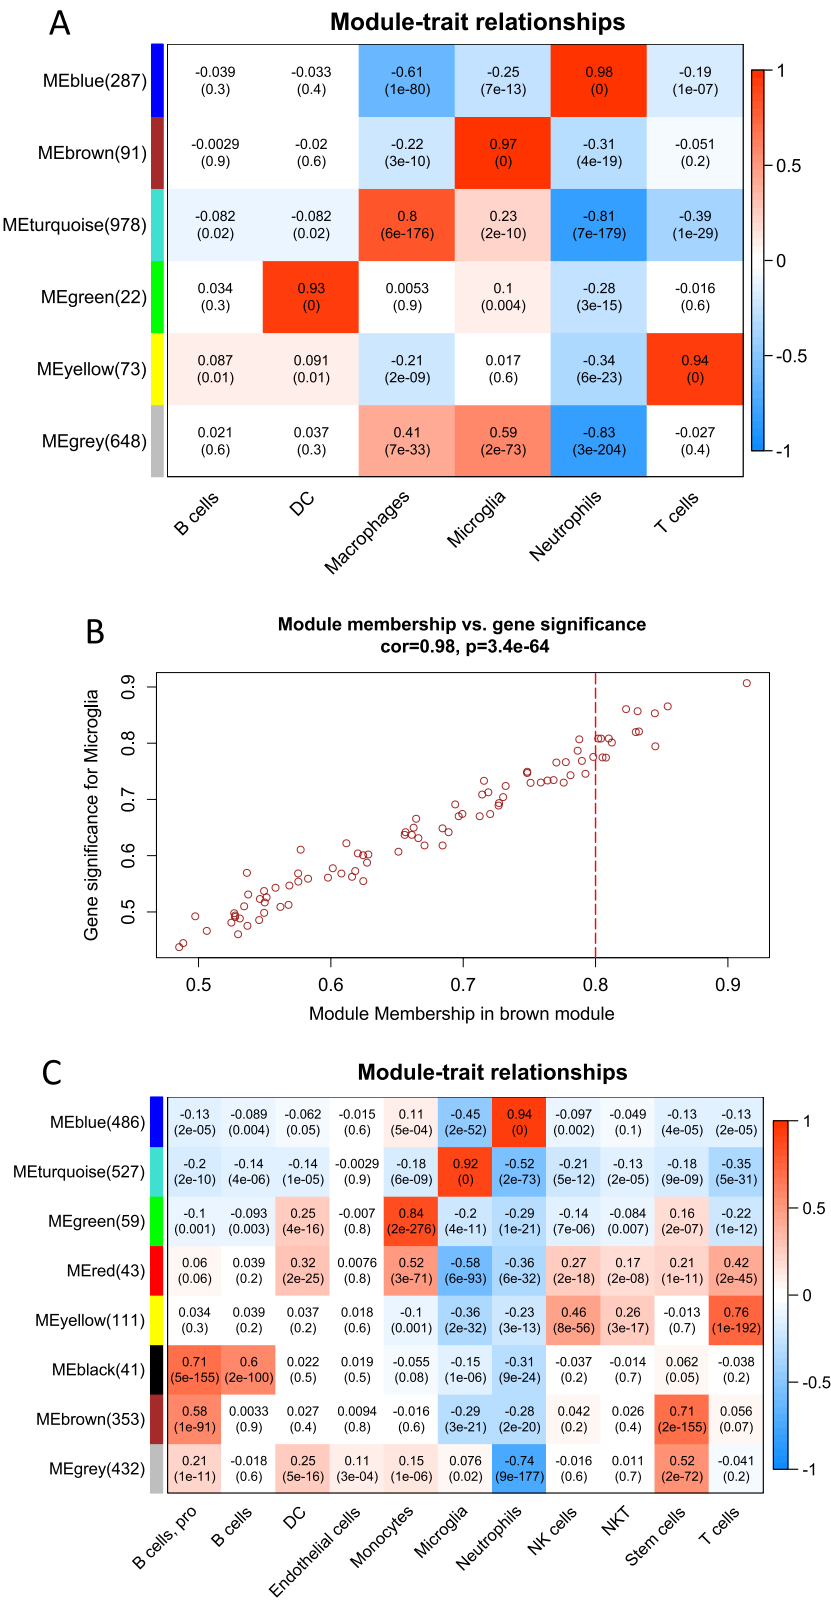 A
Module-trait relationships
MEblue(287)
-0.039 -0.033 -0.61 -0.25 0.98 -0.19
(0.3) (0.4) (1e-80) (7e-13) (0) (1e-07)
MEbrown(91)
-0.0029 -0.02 -0.22 0.97 -0.31 -0.051
(0.9) (0.6) (3e-10) (0) (4e-19) (0.2)
MEturquoise(978)
-0.082 -0.082 0.8 0.23 -0.81 -0.39
(0.02) (0.02) (6e-176) (2e-10) (7e-179) (1e-29)
MEgreen(22)
0.034 0.93 0.0053 0.1 -0.28 -0.016
(0.3) (0) (0.9) (0.004) (3e-15) (0.6)
MEyellow(73)
0.087 0.091 -0.21 0.017 -0.34 0.94
(0.01) (0.01) (2e-09) (0.6) (6e-23) (0)
MEgrey(648)
0.021 0.037 0.41 0.59 -0.83 -0.027
(0.6) (0.3) (7e-33) (2e-73) (3e-204) (0.4)
1
0.5
0
-0.5
-1
B cells DC Macrophages Microglia Neutrophils T cells
B
Module membership vs. gene significance
cor=0.98, p=3.4e-64
Gene significance for Microglia
0.9
0.8
0.7
0.6
0.5
0.5 0.6 0.7 0.8 0.9
Module Membership in brown module
C
Module-trait relationships
MEblue(486)
-0.13 -0.089 -0.062 -0.015 0.11 -0.45 0.94 -0.097 -0.049 -0.13 -0.13
(2e-05) (0.004) (0.05) (0.6) (5e-04) (2e-52) (0) (0.002) (0.1) (4e-05) (2e-05)
MEturquoise(527)
-0.2 -0.14 -0.14 -0.0029 -0.18 0.92 -0.52 -0.21 -0.13 -0.18 -0.35
(2e-10) (4e-06) (1e-05) (0.9) (6e-09) (0) (2e-73) (5e-12) (2e-05) (9e-09) (5e-31)
MEgreen(59)
-0.1 -0.093 0.25 -0.007 0.84 -0.2 -0.29 -0.14 -0.084 0.16 -0.22
(0.001) (0.003) (4e-16) (0.8) (2e-276) (4e-11) (1e-21) (7e-06) (0.007) (2e-07) (1e-12)
MEred(43)
0.06 0.039 0.32 0.0076 0.52 -0.58 -0.36 0.27 0.17 0.21 0.42
(0.06) (0.2) (2e-25) (0.8) (3e-71) (6e-93) (6e-32) (2e-18) (2e-08) (1e-11) (2e-45)
MEyellow(111)
0.034 0.039 0.037 0.018 -0.1 -0.36 -0.23 0.46 0.26 -0.013 0.76
(0.3) (0.2) (0.2) (0.6) (0.001) (2e-32) (3e-13) (8e-56) (3e-17) (0.7) (1e-192)
MEblack(41)
0.71 0.6 0.022 0.019 -0.055 -0.15 -0.31 -0.037 -0.014 0.062 -0.038
(5e-155) (2e-100) (0.5) (0.5) (0.08) (1e-06) (9e-24) (0.2) (0.7) (0.05) (0.2)
MEbrown(353)
0.58 0.0033 0.027 0.0094 -0.016 -0.29 -0.28 0.042 0.026 0.71 0.056
(1e-91) (0.9) (0.4) (0.8) (0.6) (3e-21) (2e-20) (0.2) (0.4) (2e-155) (0.07)
MEgrey(432)
0.21 -0.018 0.25 0.11 0.15 0.076 -0.74 -0.016 0.011 0.52 -0.041
(1e-11) (0.6) (5e-16) (3e-04) (1e-06) (0.02) (9e-177) (0.6) (0.7) (2e-72) (0.2)
1
0.5
0
-0.5
-1
B cells, pro B cells DC Endothelial cells Monocytes Microglia Neutrophils NK cells NKT Stem cells T cells